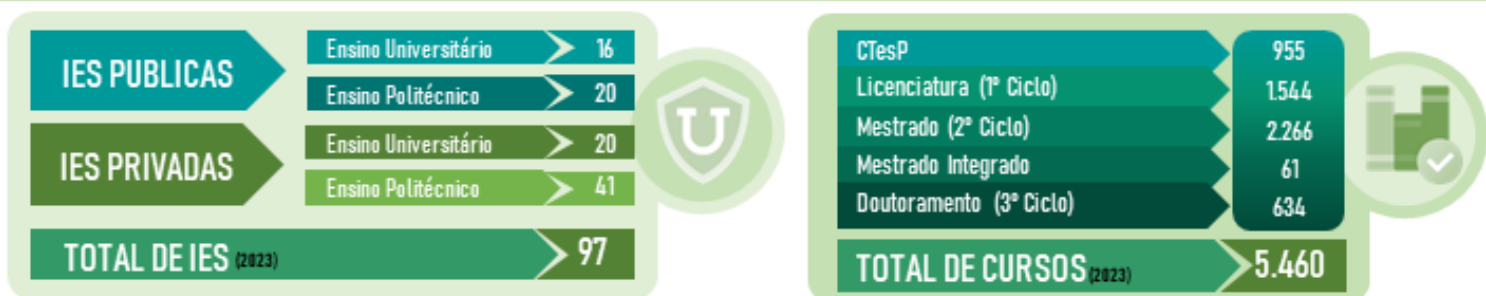 IES PUBLICAS
Ensino Universitário 16
Ensino Politécnico 20
IES PRIVADAS
Ensino Universitário 20
Ensino Politécnico 41
TOTAL DE IES (2023) 97
U
CTesP 955
Licenciatura (1º Ciclo) 1.544
Mestrado (2º Ciclo) 2.266
Mestrado Integrado 61
Doutoramento (3º Ciclo) 634
TOTAL DE CURSOS (2023) 5.460